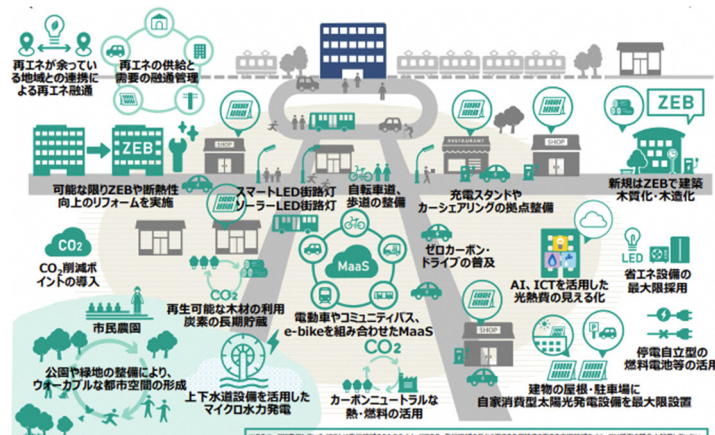 再エネが余ってい
る地域との連携に
よる再エネ融通
再エネの供給と
需要の融通管理
ZEB
ZEB
SHOP
RESTAURANT
SHOP
可能な限りZEBや断熱性
向上のリフォームを実施
スマートLED街路灯
ソーラーLED街路灯
自転車道、
歩道の整備
充電スタンドや
カーシェアリングの拠点整備
新規はZEBで建築
木質化・木造化
CO₂
CO₂削減ポ
イントの導入
CO₂
再生可能な木材の利用
炭素の長期貯蔵
MaaS
電動車やコミュニティバス、
e-bikeを組み合わせたMaaS
ゼロカーボン・
ドライブの普及
AI、ICTを活用した
光熱費の見える化
LED
省エネ設備の
最大限採用
市民農園
公園や緑地の整備により、
ウォーカブルな都市空間の形成
上下水道設備を活用した
マイクロ水力発電
CO₂
カーボンニュートラルな
熱・燃料の活用
SHOP
P
建物の屋根・駐車場に
自家消費型太陽光発電設備を最大限設置
停電自立型の
燃料電池等の活用